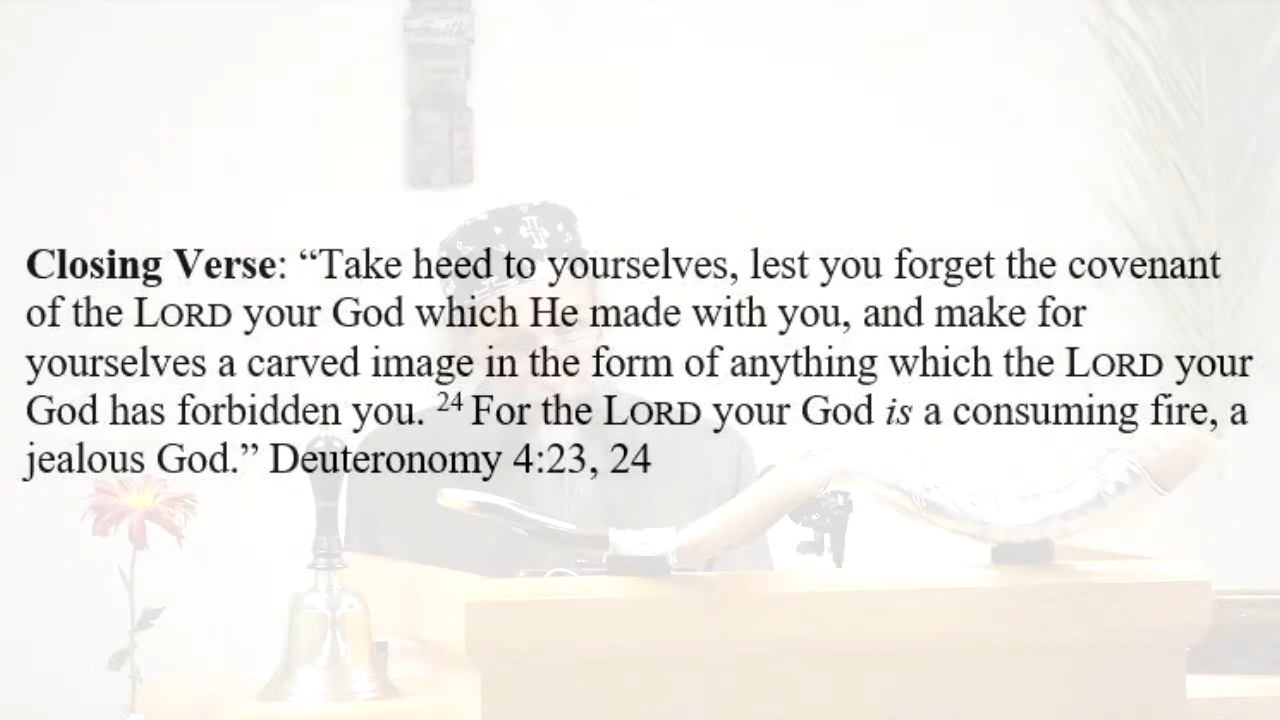 Closing Verse: “Take heed to yourselves, lest you forget the covenant
of the LORD your God which He made with you, and make for
yourselves a carved image in the form of anything which the LORD your
God has forbidden you. ²⁴ For the LORD your God is a consuming fire, a
jealous God.” Deuteronomy 4:23, 24